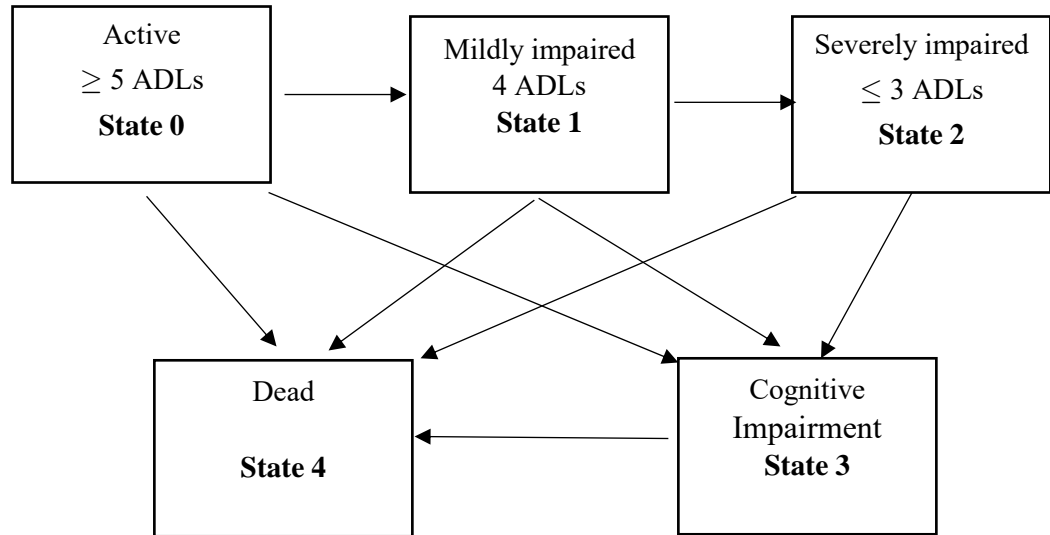 Active
≥ 5 ADLs
State 0
Mildly impaired
4 ADLs
State 1
Severely impaired
≤ 3 ADLs
State 2
Dead
State 4
Cognitive
Impairment
State 3